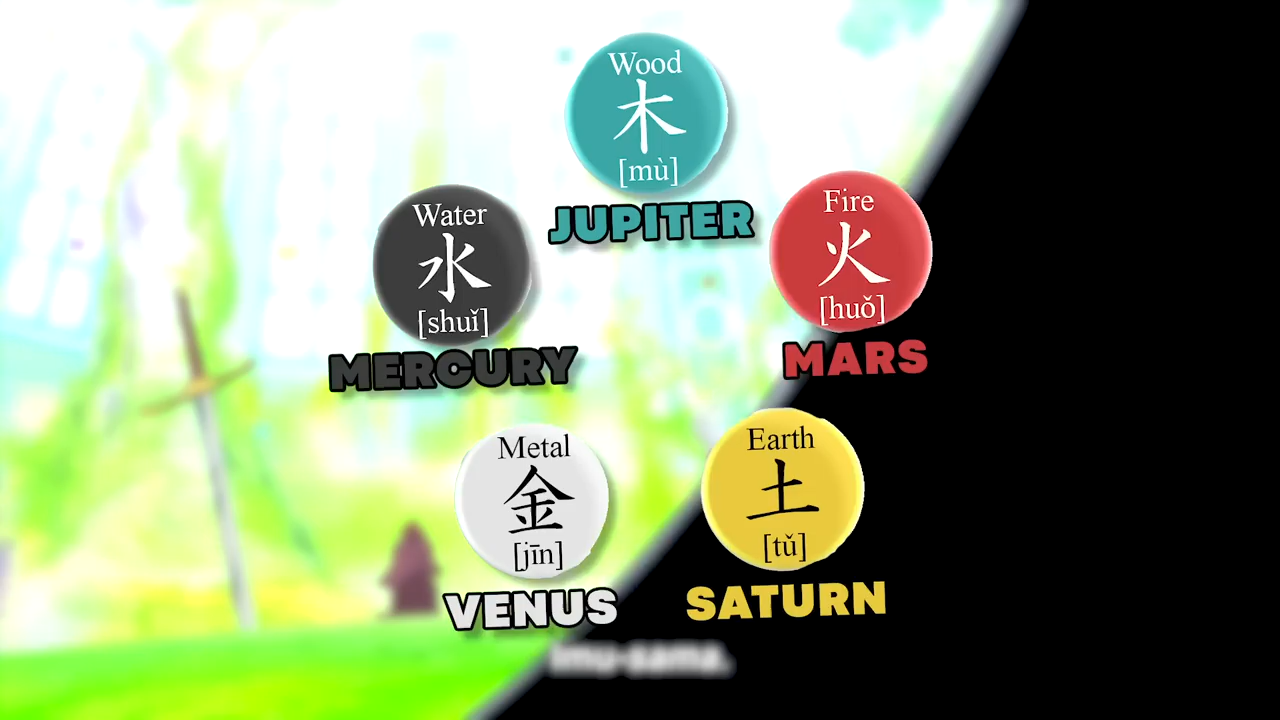 Wood
木
[mù]
JUPITER
Fire
火
[huǒ]
MARS
Earth
土
[tǔ]
SATURN
Metal
金
[jīn]
VENUS
Water
水
[shuǐ]
MERCURY